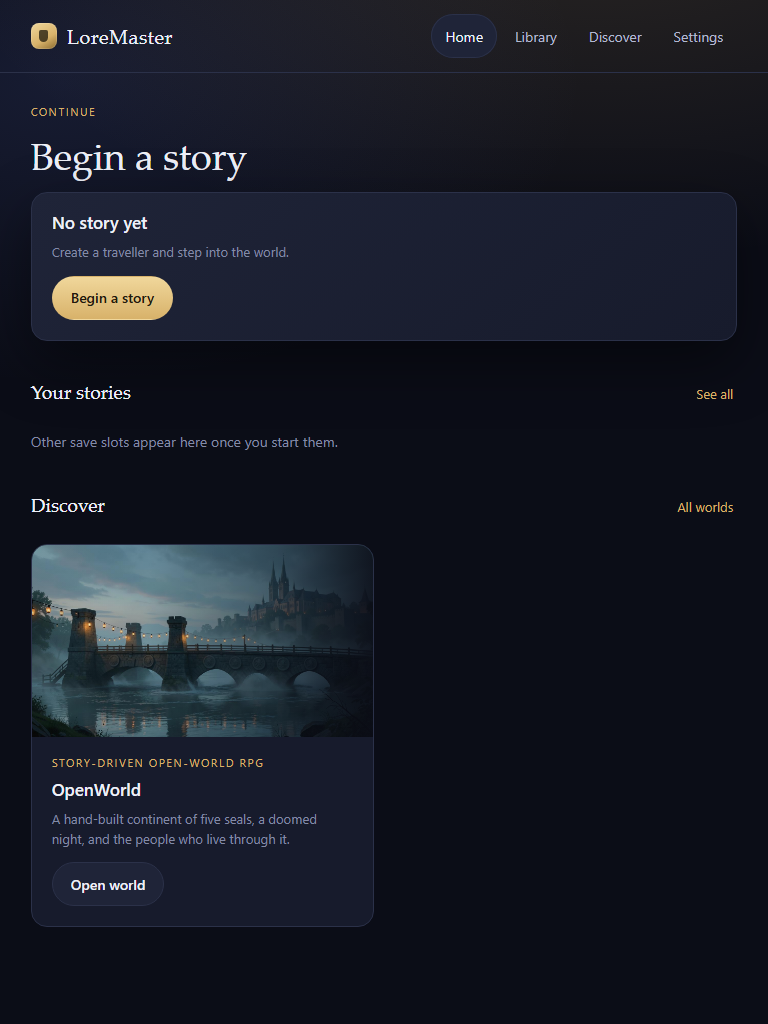 LoreMaster
Home
Library
Discover
Settings
CONTINUE
Begin a story
No story yet
Create a traveller and step into the world.
Begin a story
Your stories
See all
Other save slots appear here once you start them.
Discover
All worlds
STORY-DRIVEN OPEN-WORLD RPG
OpenWorld
A hand-built continent of five seals, a doomed
night, and the people who live through it.
Open world